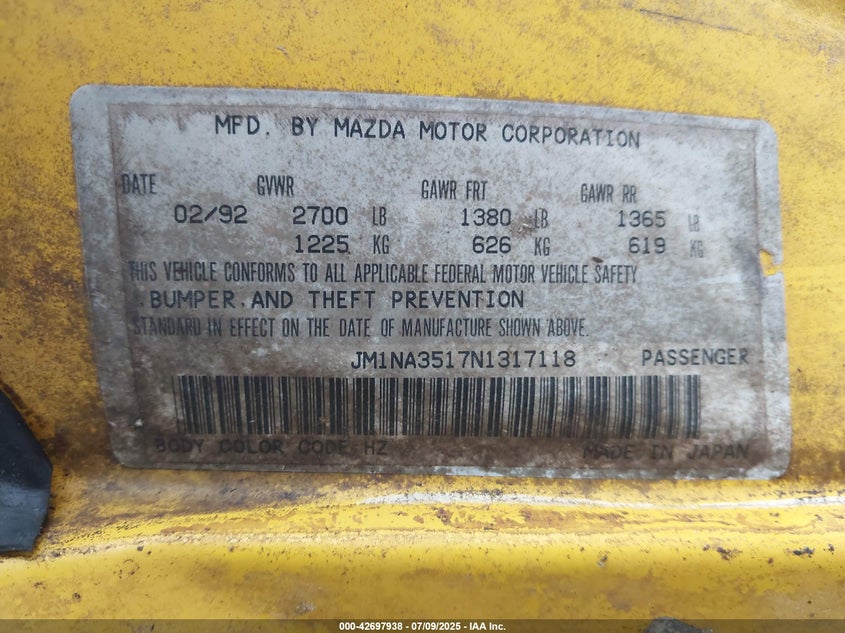 MFD. BY MAZDA MOTOR CORPORATION
DATE GVWR GAWR FRT GAWR RR
02/92 2700 LB 1380 LB 1365 LB
1225 KG 626 KG 619 KG
THIS VEHICLE CONFORMS TO ALL APPLICABLE FEDERAL MOTOR VEHICLE SAFETY
, BUMPER, AND THEFT PREVENTION
STANDARD IN EFFECT ON THE DATE OF MANUFACTURE SHOWN ABOVE.
JM1NA3517N1317118 PASSENGER
BODY COLOR CODE HZ MADE IN JAPAN
000-42697938 - 07/09/2025 - IAA Inc.